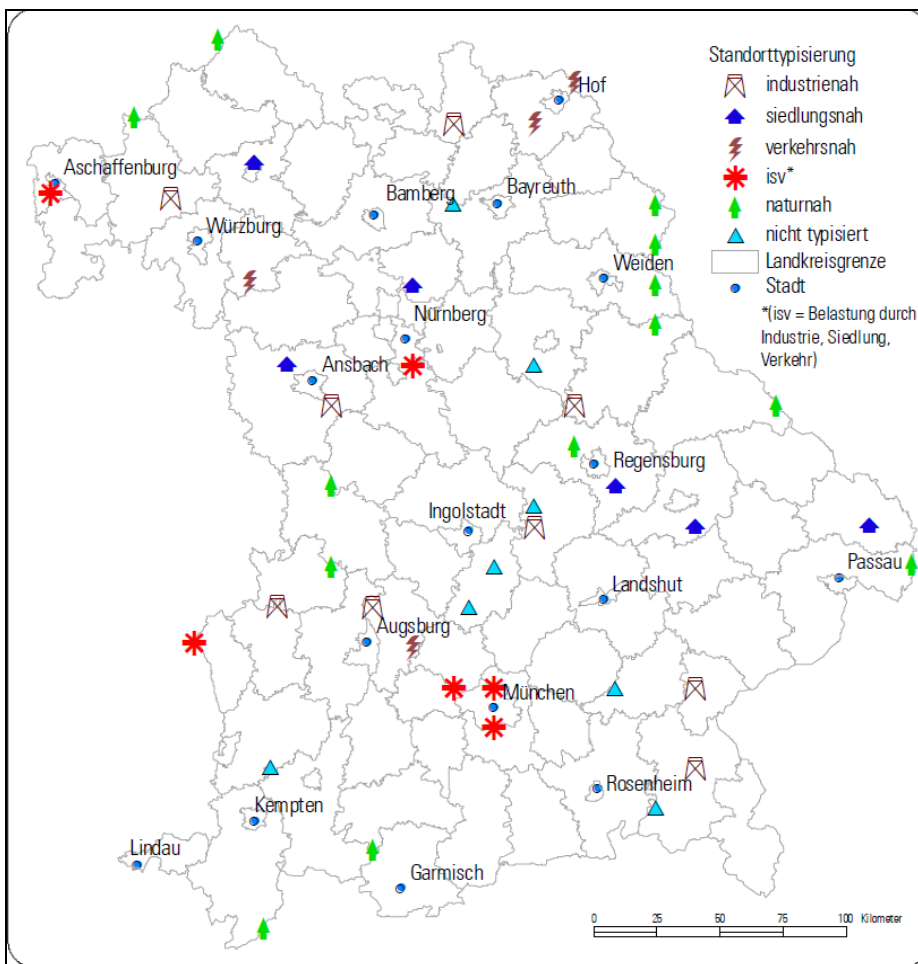 Standorttypisierung
industrienah
siedlungsnah
verkehrsnah
isv*
naturnah
nicht typisiert
Landkreisgrenze
Stadt
*(isv = Belastung durch
Industrie, Siedlung,
Verkehr)
Hof
Aschaffenburg
Bamberg
Bayreuth
Würzburg
Weiden
Nürnberg
Ansbach
Regensburg
Ingolstadt
Passau
Landshut
Augsburg
München
Rosenheim
Kempten
Lindau
Garmisch
0 25 50 75 100 Kilometer